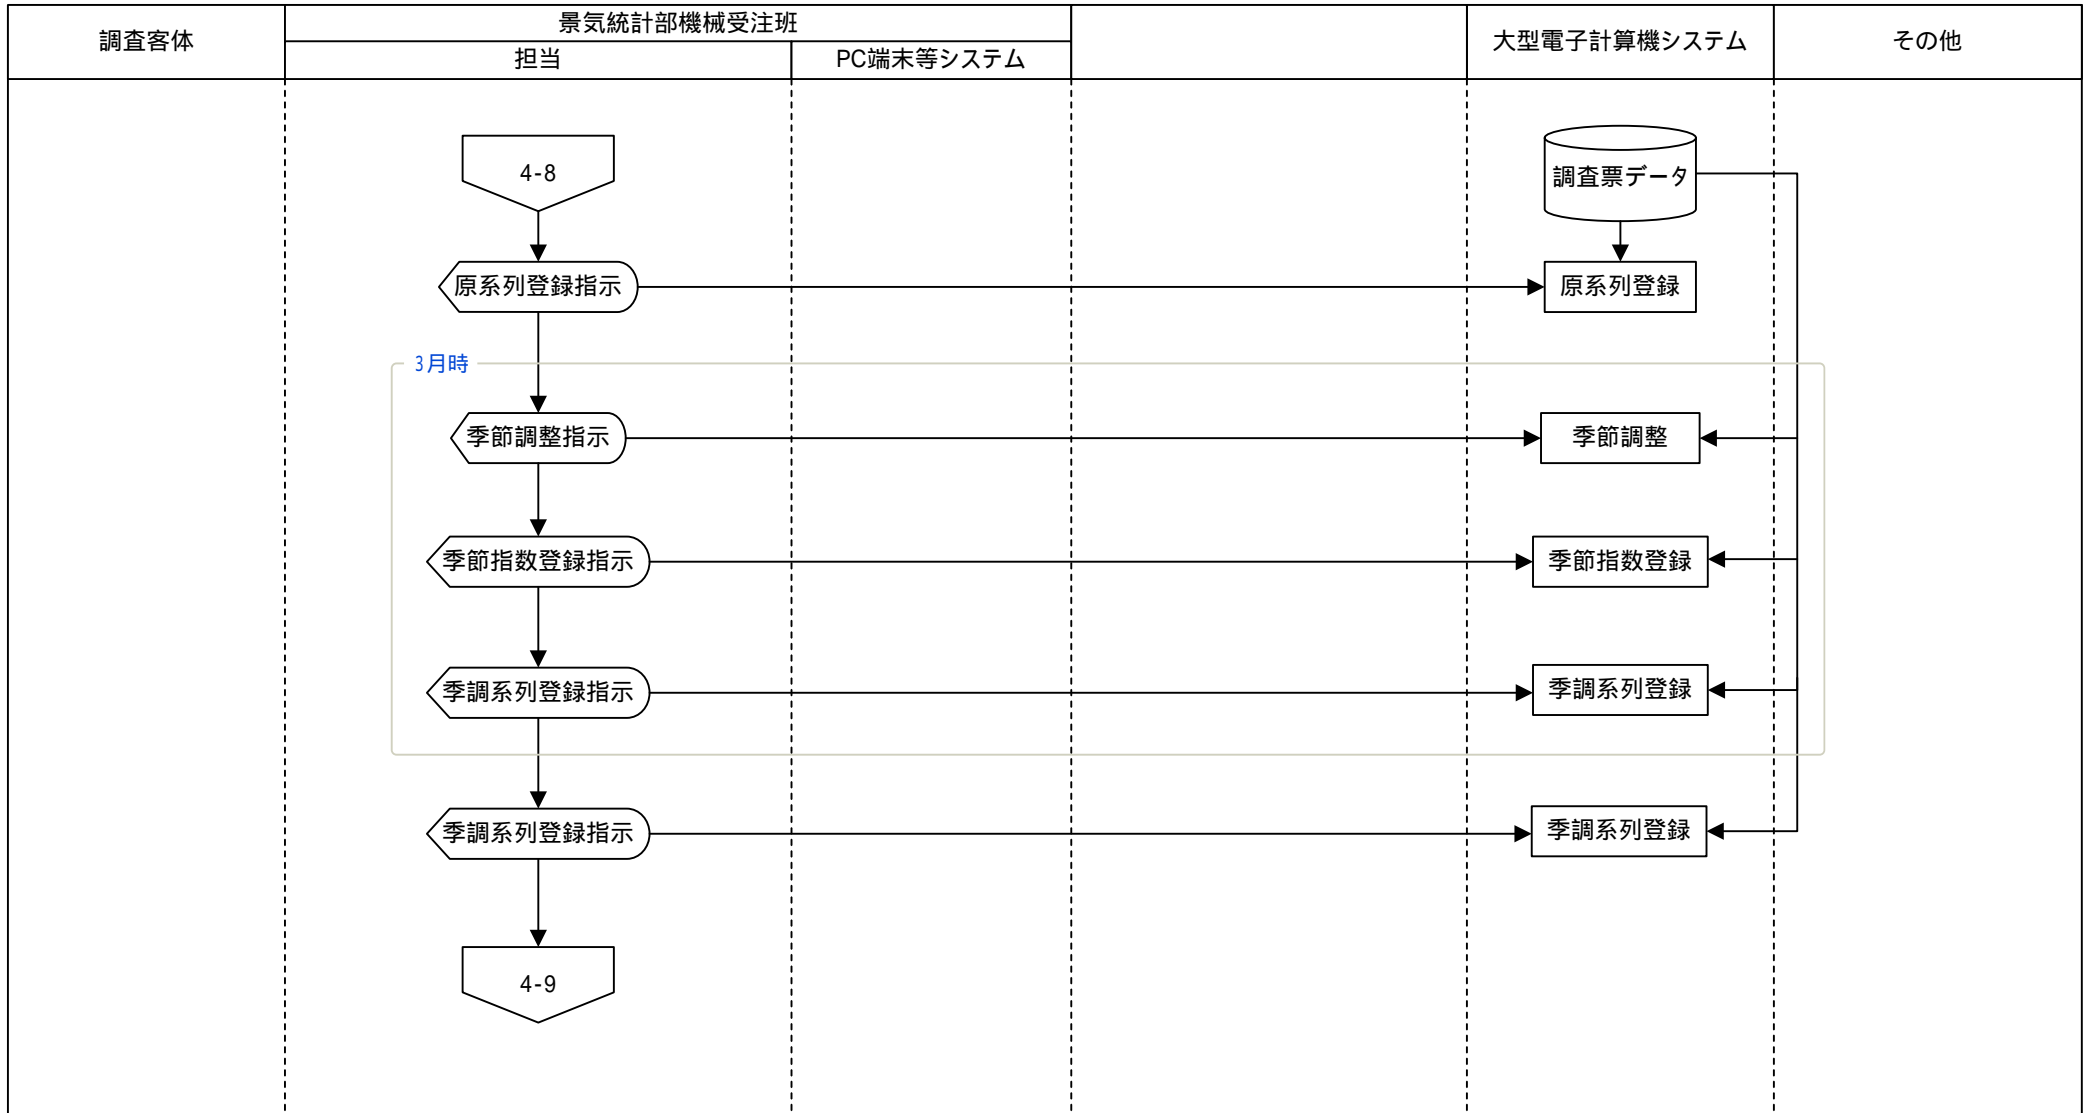 調査客体
景気統計部機械受注班
担当
PC端末等システム
大型電子計算機システム
その他
4-8
調査票データ
原系列登録指示
原系列登録
3月時
季節調整指示
季節調整
季節指数登録指示
季節指数登録
季調系列登録指示
季調系列登録
季調系列登録指示
季調系列登録
4-9